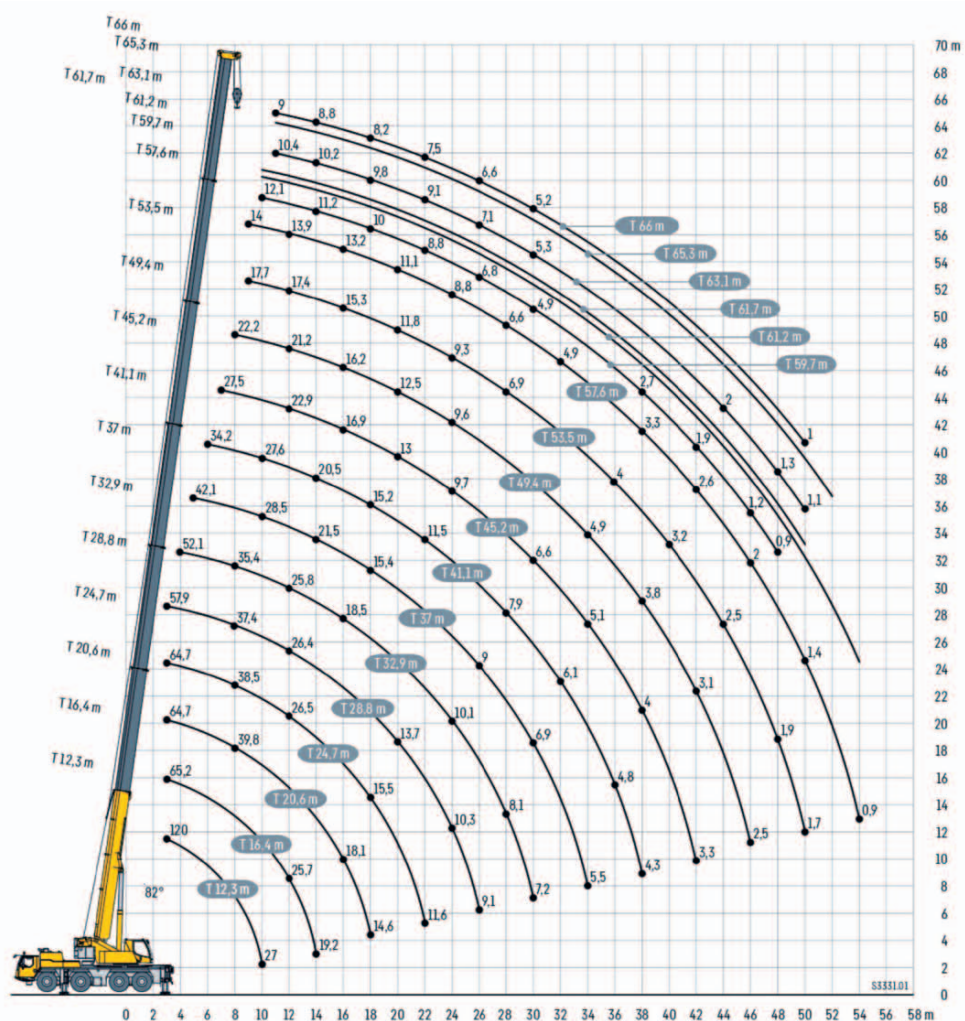 T 66 m
T 65,3 m 70 m
T 61,7 m T 63,1 m 68
T 61,2 m 66
9 8,8 8,2 7,5 6,6 5,2
T 59,7 m 64
T 57,6 m 62
10,4 10,2 9,8 9,1 7,1 5,3
60
12,1 11,2 10 8,8 6,8 4,9 2,7 1,9 1,2 0,9
T 53,5 m 58
14 13,9 13,2 11,1 8,8 6,6 4,9 3,3 2,6 2 1,4 0,9
T 66 m 56
T 65,3 m 54
T 49,4 m
17,7 17,4 15,3 11,8 9,3 6,9 4 3,2 2,5 1,9
T 63,1 m 52
T 61,7 m 50
T 45,2 m
22,2 21,2 16,2 12,5 9,6
T 61,2 m 48
T 59,7 m 46
T 41,1 m
27,5 22,9 16,9 13 9,7
T 57,6 m 44
2 1
42
T 37 m
34,2 27,6 20,5 15,2 11,5
T 53,5 m 40
1,3 1,1
38
T 32,9 m
42,1 28,5 21,5 15,4
T 49,4 m 4,9 36
T 45,2 m 34
T 28,8 m
52,1 35,4 25,8 18,5
6,6 3,8 32
T 41,1 m 30
T 24,7 m
57,9 37,4 26,4
7,9 5,1 28
T 37 m 26
T 20,6 m
64,7 38,5 26,5
T 32,9 m 9 6,1 4 3,1 24
22
T 16,4 m
64,7 39,8
T 28,8 m 10,1 20
13,7 6,9 18
T 24,7 m
T 12,3 m
65,2 15,5 4,8 16
T 20,6 m 14
120 18,1 10,3 8,1 1,7 12
T 16,4 m 3,3 2,5 10
82° T 12,3 m 25,7 5,5 4,3 8
14,6 11,6 9,1 7,2 6
19,2 4
27 2
S3331.01
0
0 2 4 6 8 10 12 14 16 18 20 22 24 26 28 30 32 34 36 38 40 42 44 46 48 50 52 54 56 58 m